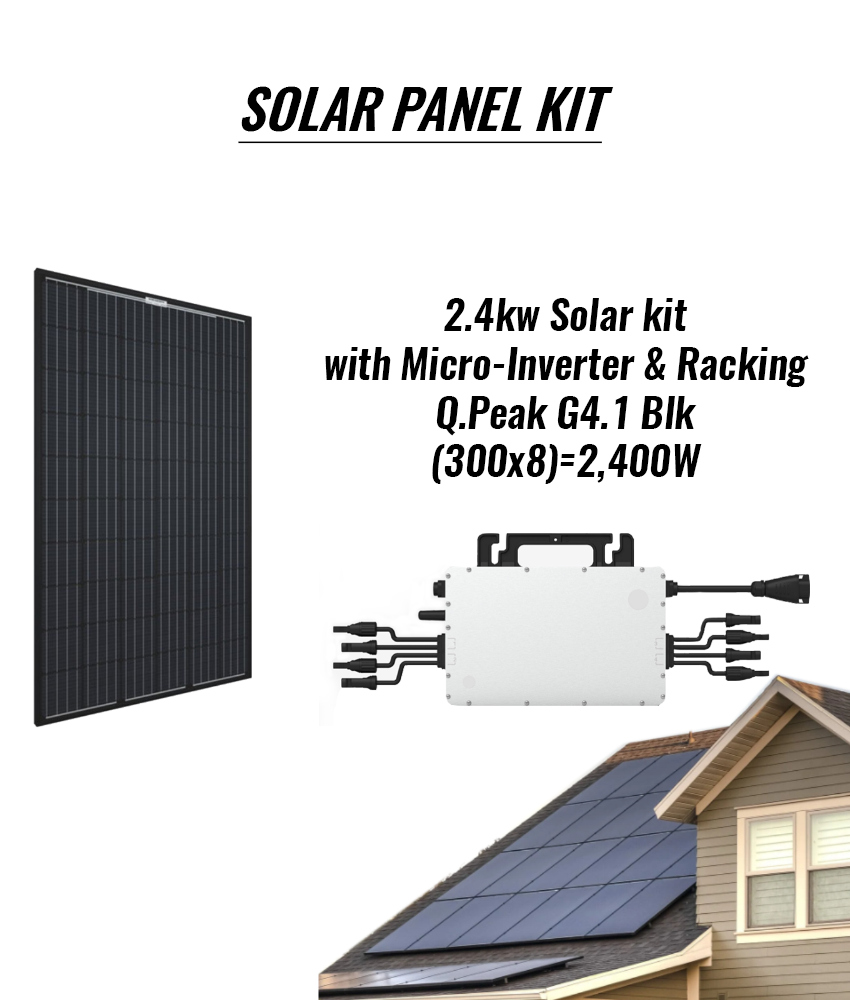 SOLAR PANEL KIT
2.4kw Solar kit
with Micro-Inverter & Racking
Q.Peak G4.1 Blk
(300x8)=2,400W